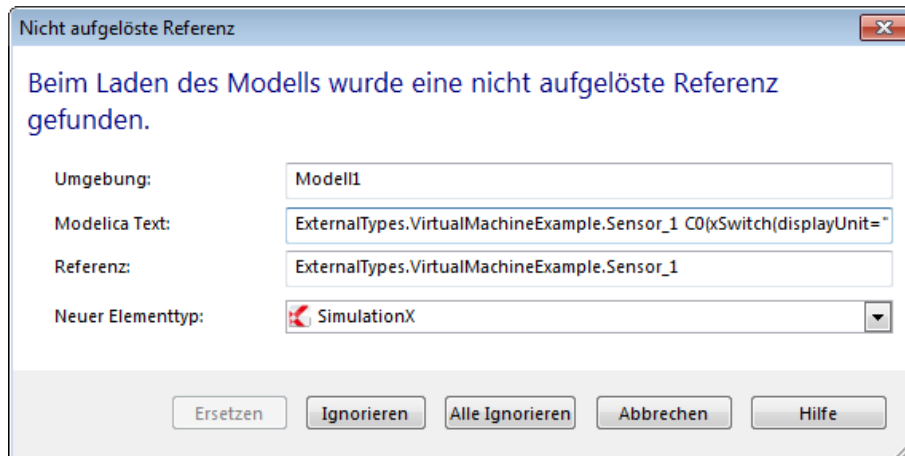 Nicht aufgelöste Referenz
Beim Laden des Modells wurde eine nicht aufgelöste Referenz
gefunden.
Umgebung: Modell1
Modelica Text: ExternalTypes.VirtualMachineExample.Sensor_1 C0(xSwitch(displayUnit="
Referenz: ExternalTypes.VirtualMachineExample.Sensor_1
Neuer Elementtyp: SimulationX
Ersetzen Ignorieren Alle Ignorieren Abbrechen Hilfe